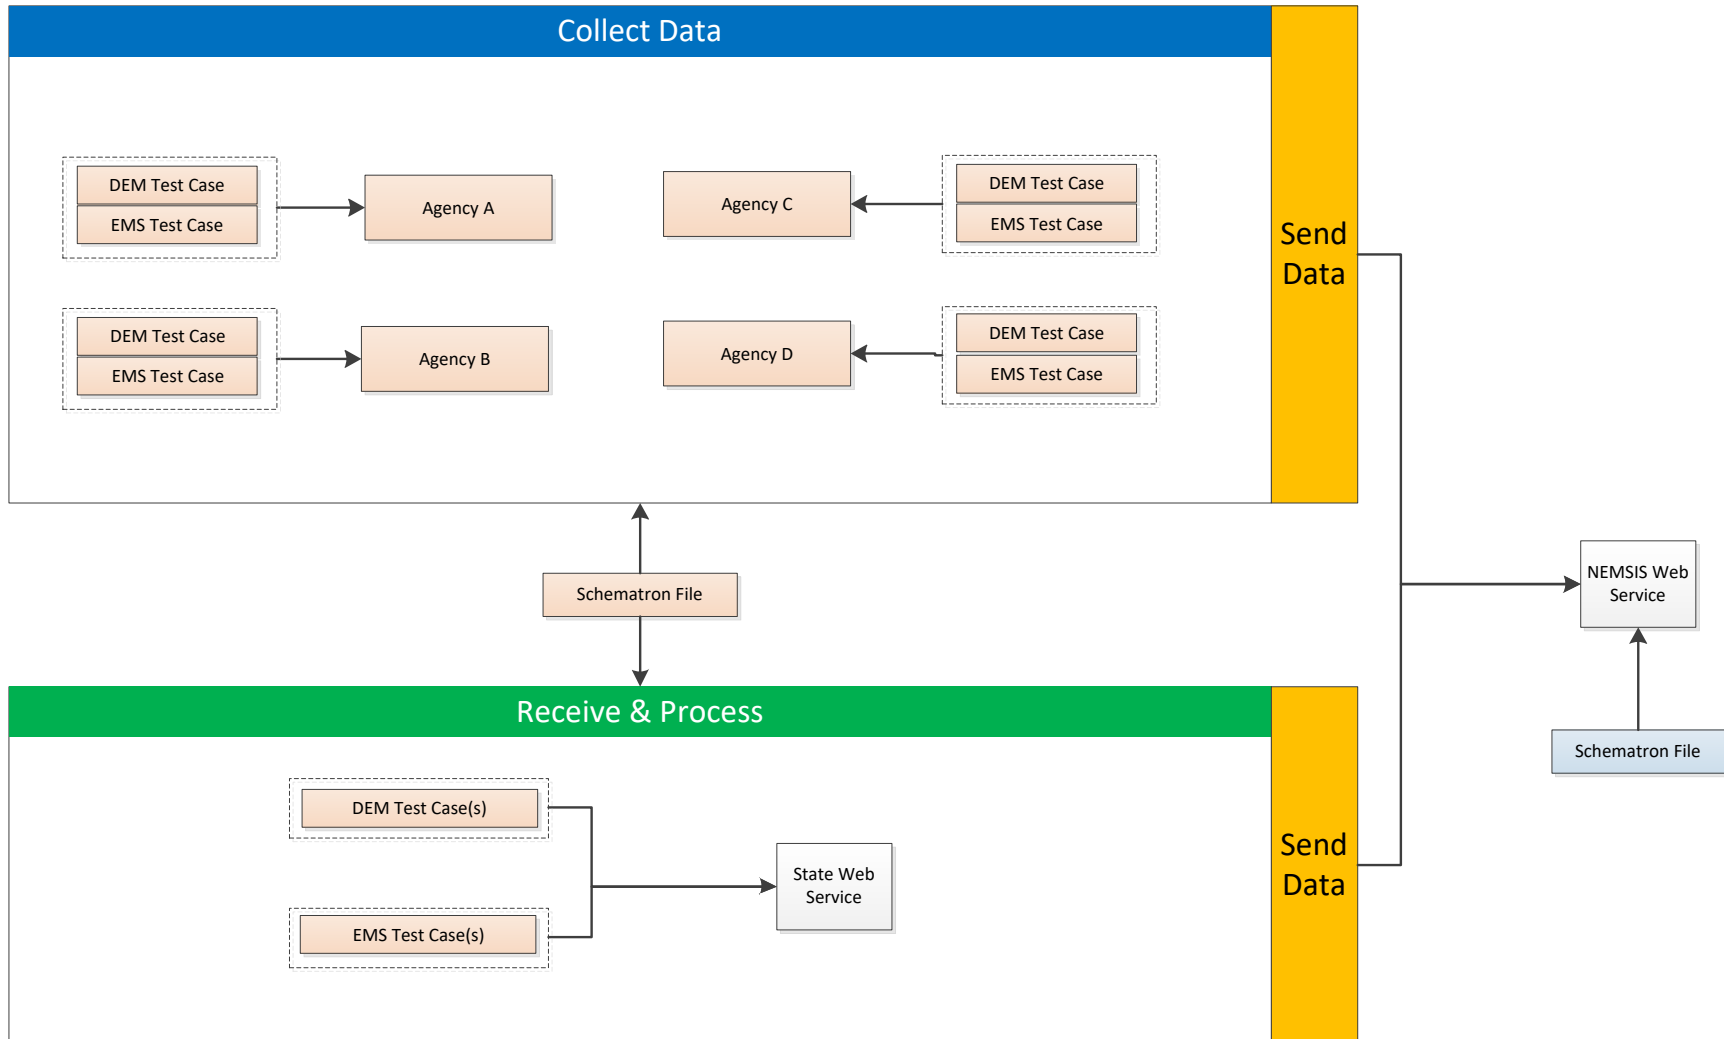 Collect Data
Send
Data
DEM Test Case
EMS Test Case
Agency A
Agency C
DEM Test Case
EMS Test Case
DEM Test Case
EMS Test Case
Agency B
Agency D
DEM Test Case
EMS Test Case
Schematron File
NEMSIS Web
Service
Schematron File
Receive & Process
Send
Data
DEM Test Case(s)
EMS Test Case(s)
State Web
Service